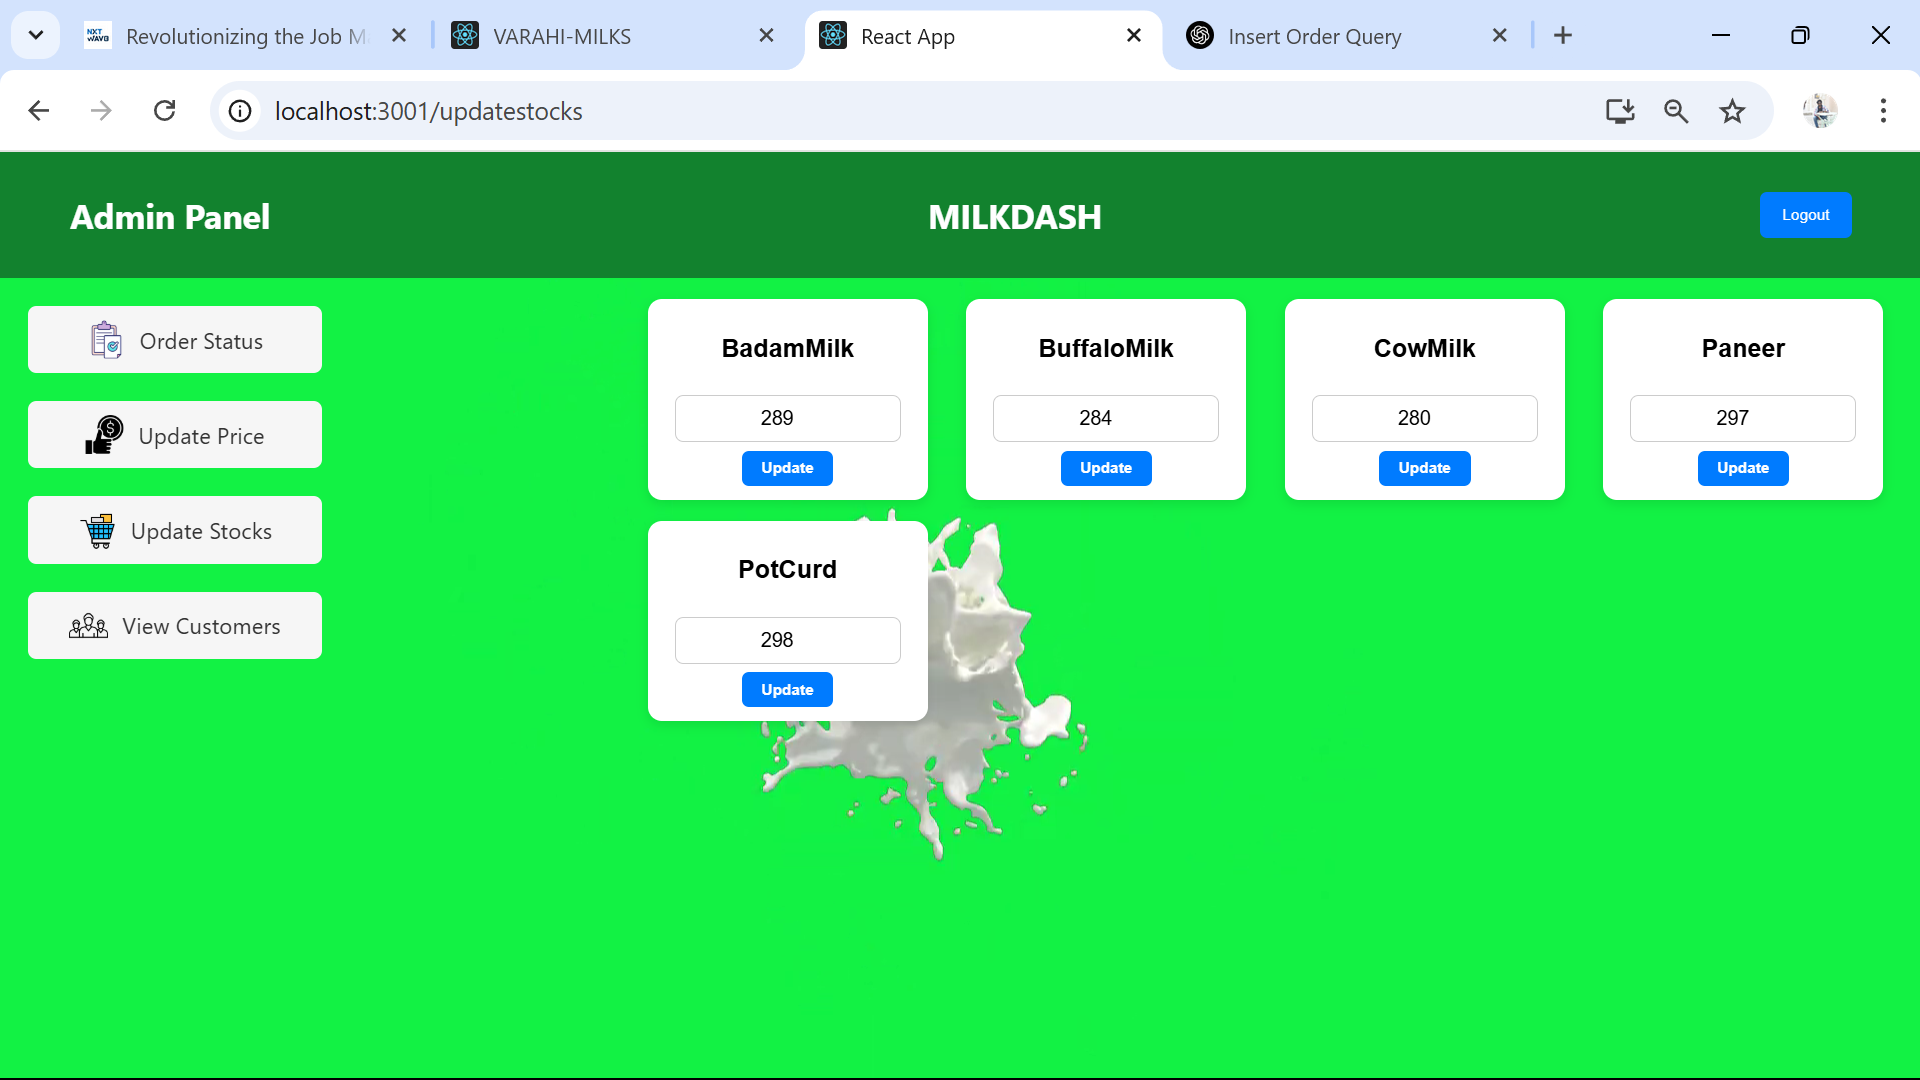 NXT
WAVE
Revolutionizing the Job M
VARAHI-MILKS
React App
Insert Order Query
localhost:3001/updatestocks
Admin Panel
MILKDASH
Logout
Order Status
Update Price
Update Stocks
View Customers
BadamMilk
289
Update
BuffaloMilk
284
Update
CowMilk
280
Update
Paneer
297
Update
PotCurd
298
Update